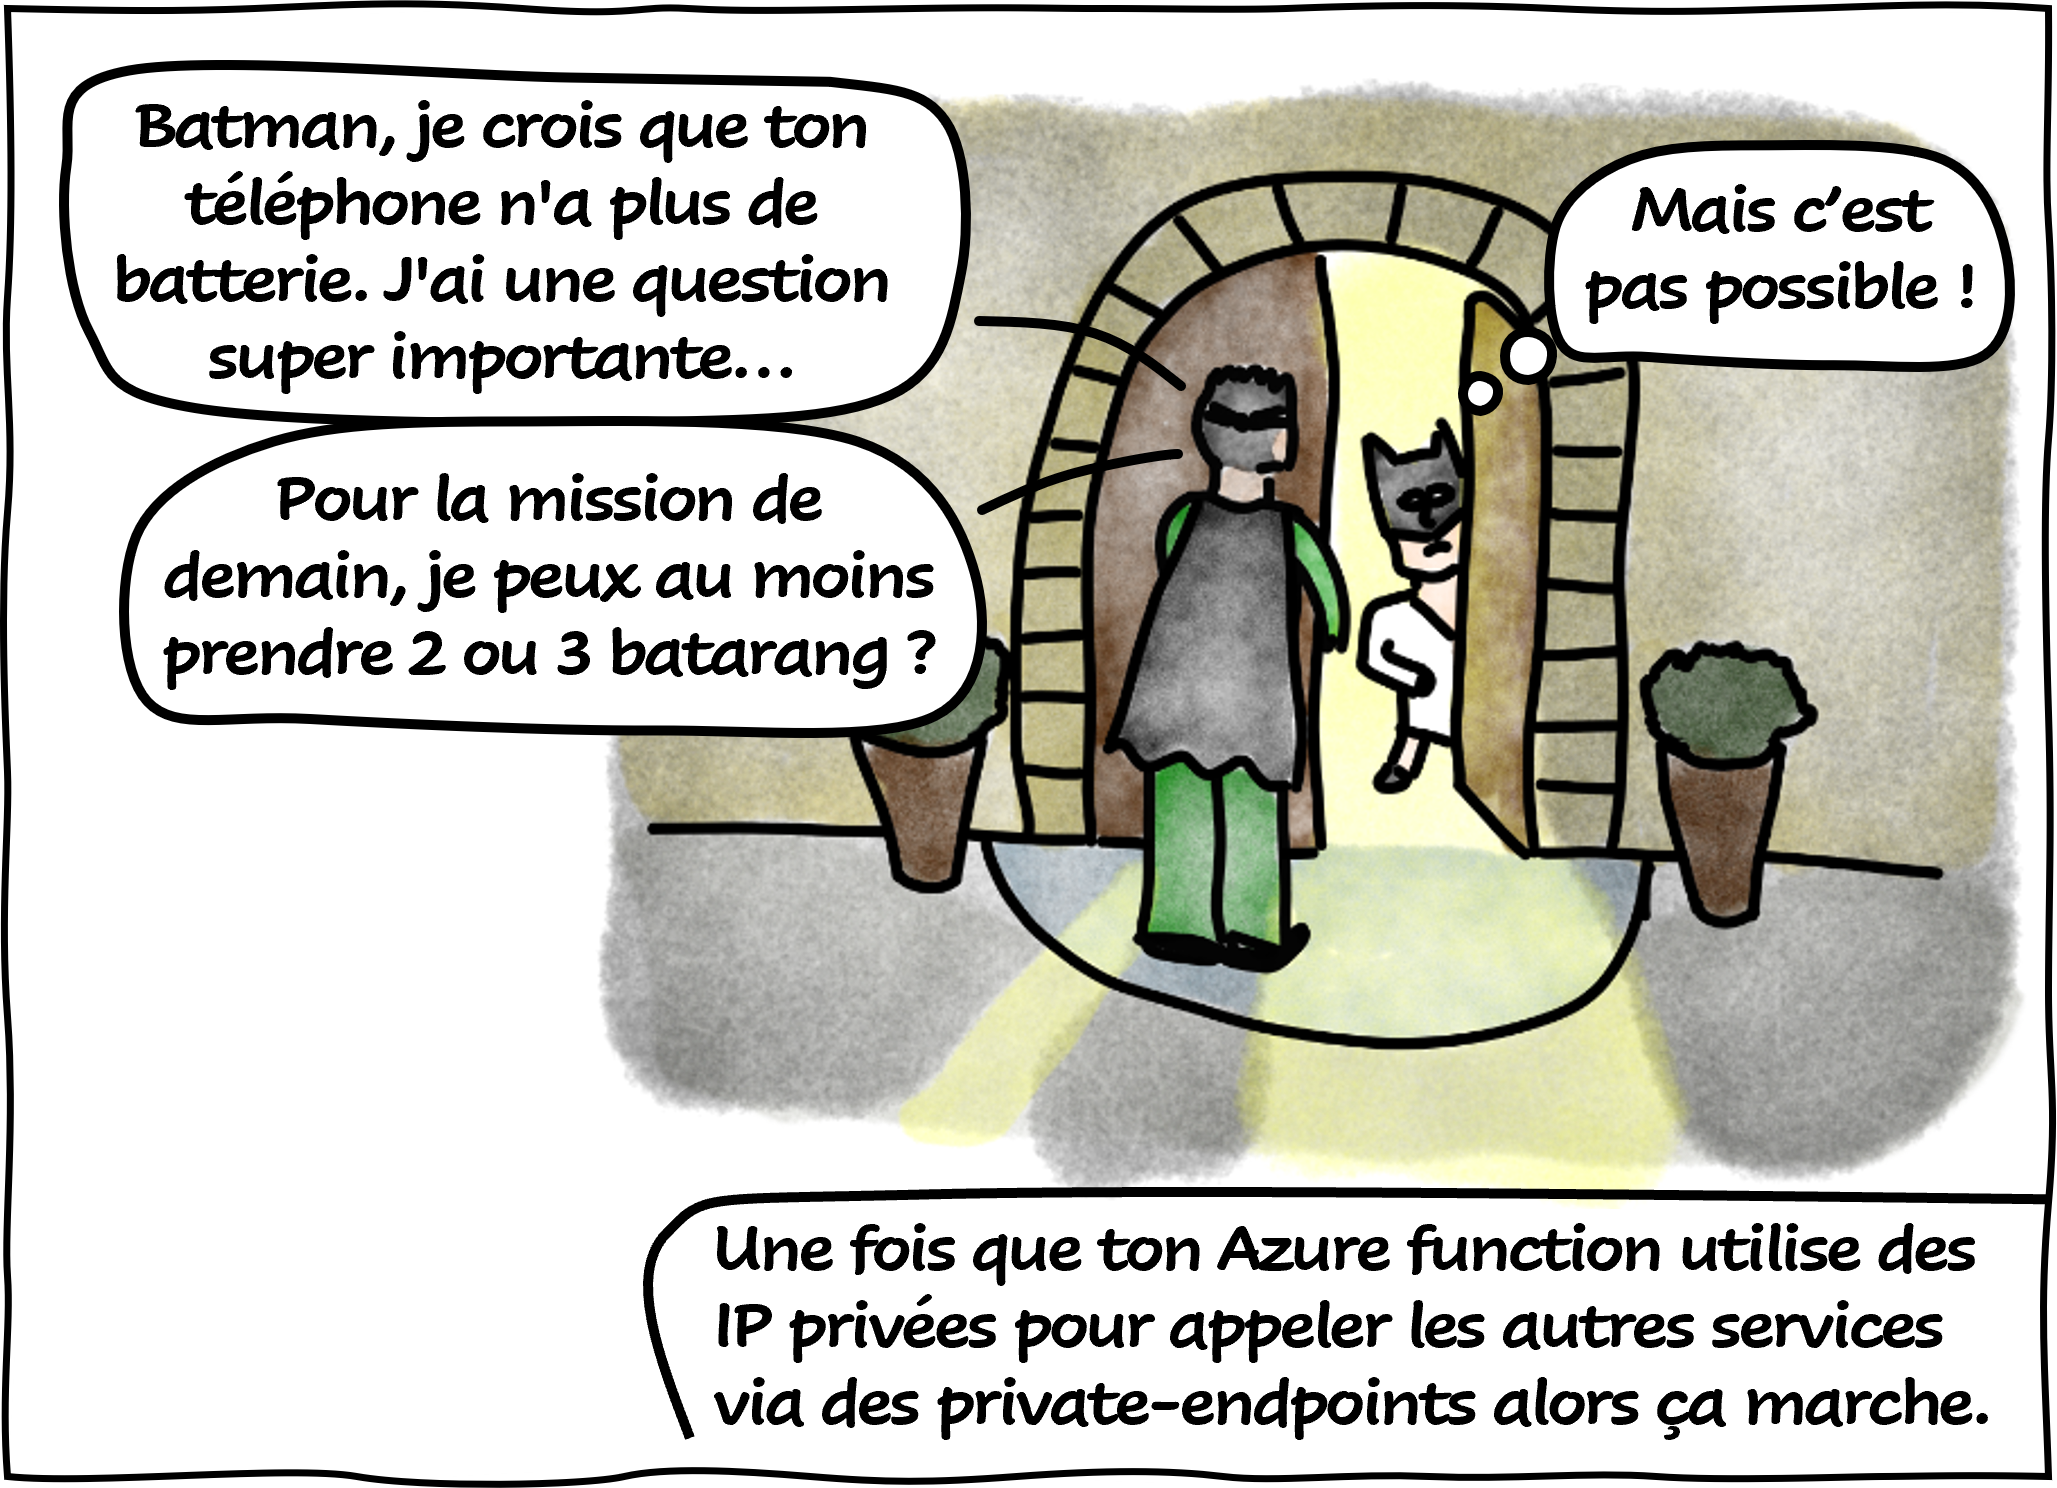 Batman, je crois que ton
téléphone n'a plus de
batterie. J'ai une question
super importante...
Pour la mission de
demain, je peux au moins
prendre 2 ou 3 batarang ?
Mais c’est
pas possible !
Une fois que ton Azure function utilise des
IP privées pour appeler les autres services
via des private-endpoints alors ça marche.